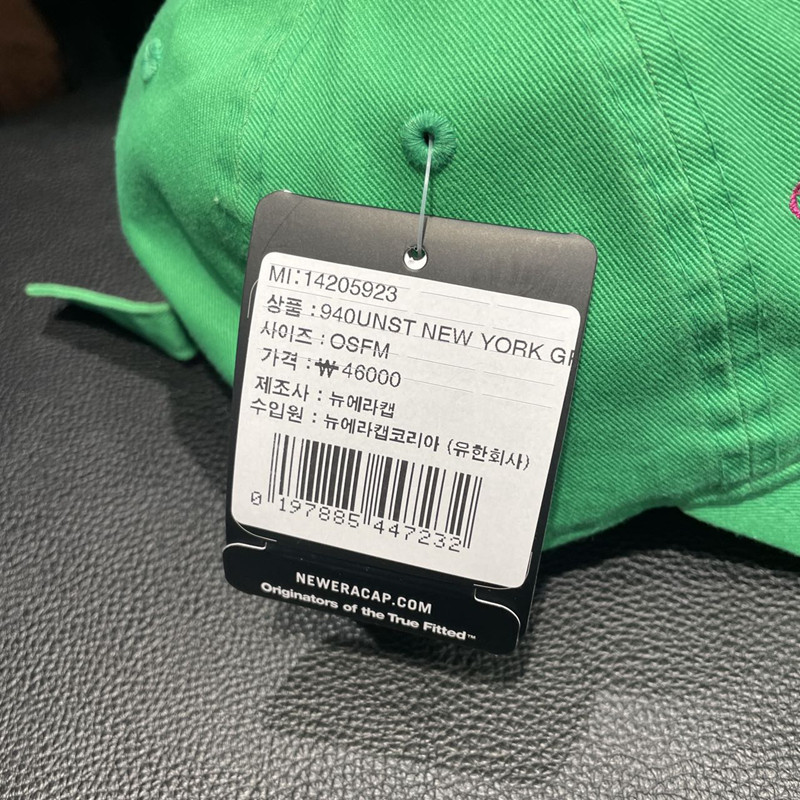 MI:14205923
상품 :940UNST NEW YORK
사이즈 : OSFM
가격 :₩46000
제조사 : 뉴에라캡
수입원 : 뉴에라캡코리아 (유한회사)
0 197885 447232
NEWERACAP.COM
Originators of the True Fitted™